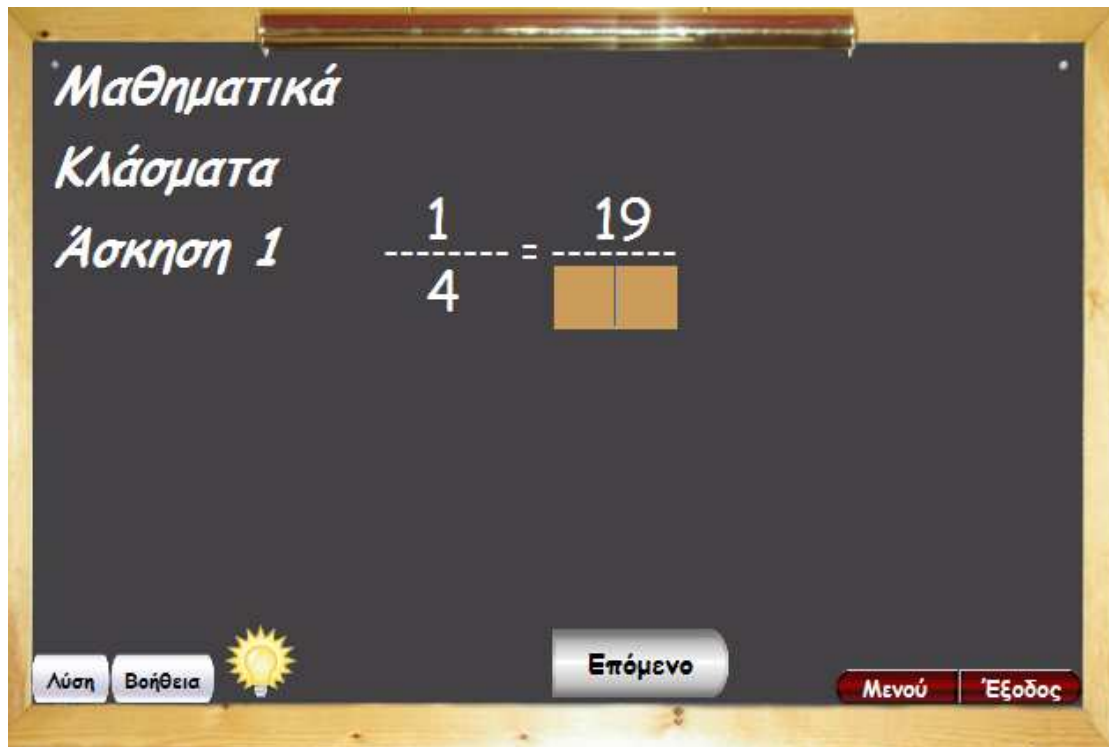 Μαθηματικά
Κλάσματα
Άσκηση 1
1
-------- = --------
4
19
Λύση
Βοήθεια
Επόμενο
Μενού
Έξοδος